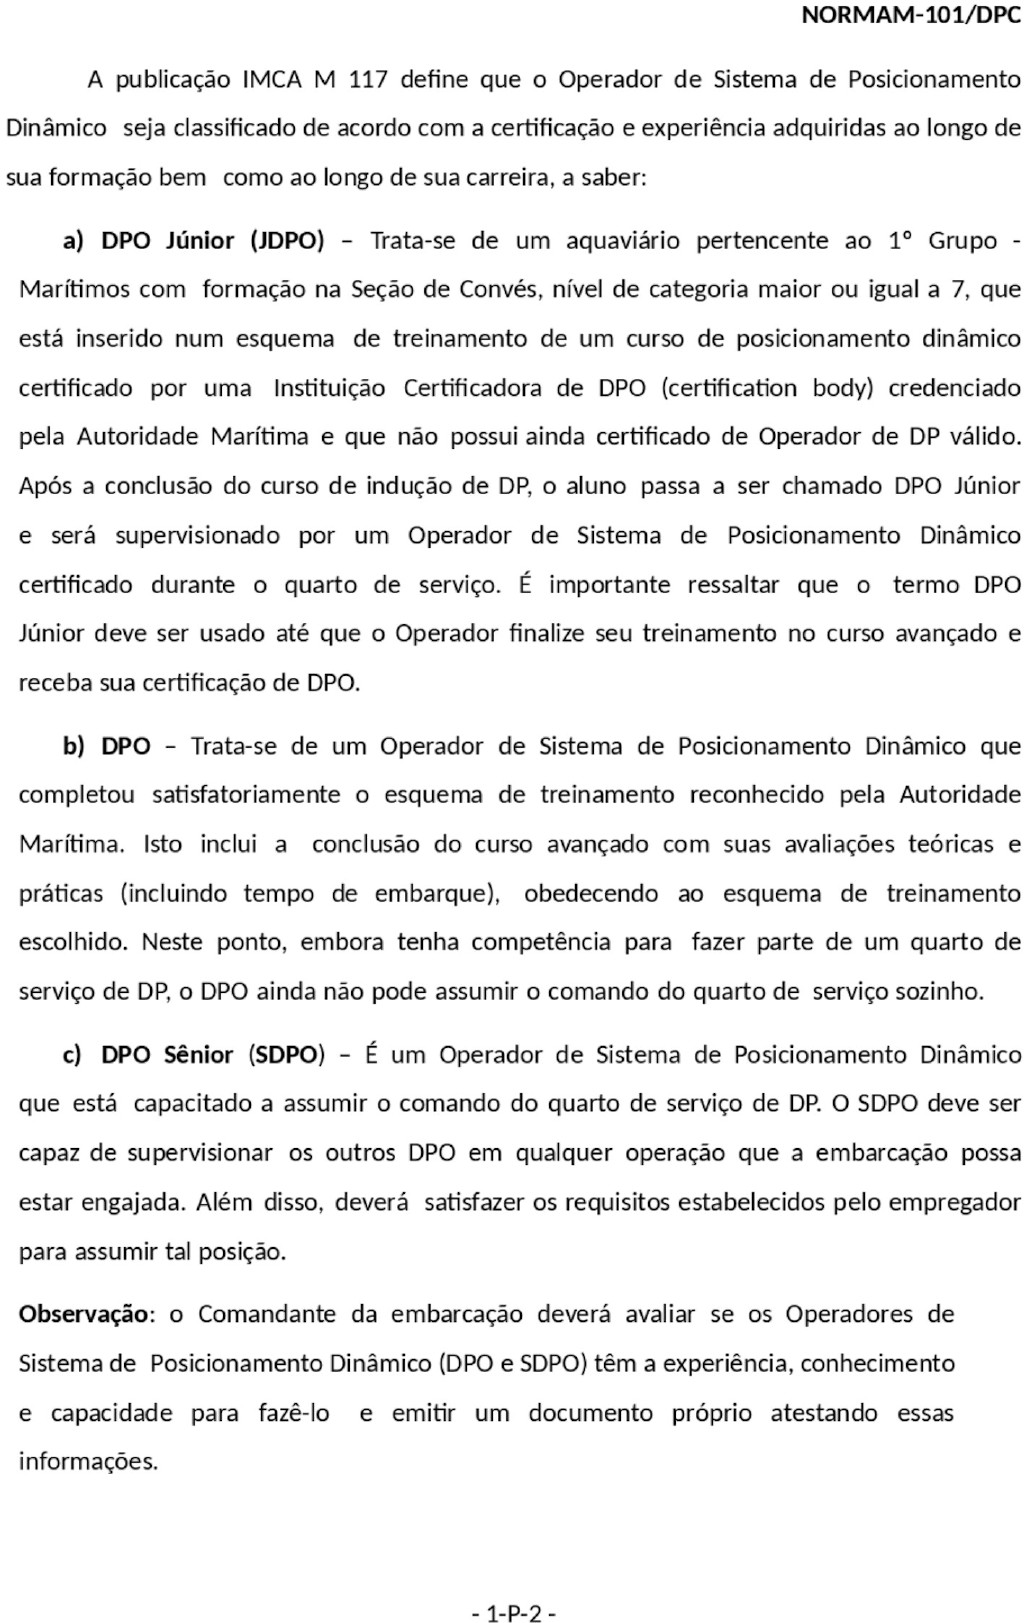 NORMAM-101/DPC
A publicação IMCA M 117 define que o Operador de Sistema de Posicionamento
Dinâmico seja classificado de acordo com a certificação e experiência adquiridas ao longo de
sua formação bem como ao longo de sua carreira, a saber:
a) DPO Júnior (JDPO) – Trata-se de um aquaviário pertencente ao 1º Grupo -
Marítimos com formação na Seção de Convés, nível de categoria maior ou igual a 7, que
está inserido num esquema de treinamento de um curso de posicionamento dinâmico
certificado por uma Instituição Certificadora de DPO (certification body) credenciado
pela Autoridade Marítima e que não possui ainda certificado de Operador de DP válido.
Após a conclusão do curso de indução de DP, o aluno passa a ser chamado DPO Júnior
e será supervisionado por um Operador de Sistema de Posicionamento Dinâmico
certificado durante o quarto de serviço. É importante ressaltar que o termo DPO
Júnior deve ser usado até que o Operador finalize seu treinamento no curso avançado e
receba sua certificação de DPO.
b) DPO – Trata-se de um Operador de Sistema de Posicionamento Dinâmico que
completou satisfatoriamente o esquema de treinamento reconhecido pela Autoridade
Marítima. Isto inclui a conclusão do curso avançado com suas avaliações teóricas e
práticas (incluindo tempo de embarque), obedecendo ao esquema de treinamento
escolhido. Neste ponto, embora tenha competência para fazer parte de um quarto de
serviço de DP, o DPO ainda não pode assumir o comando do quarto de serviço sozinho.
c) DPO Sênior (SDPO) – É um Operador de Sistema de Posicionamento Dinâmico
que está capacitado a assumir o comando do quarto de serviço de DP. O SDPO deve ser
capaz de supervisionar os outros DPO em qualquer operação que a embarcação possa
estar engajada. Além disso, deverá satisfazer os requisitos estabelecidos pelo empregador
para assumir tal posição.
Observação: o Comandante da embarcação deverá avaliar se os Operadores de
Sistema de Posicionamento Dinâmico (DPO e SDPO) têm a experiência, conhecimento
e capacidade para fazê-lo e emitir um documento próprio atestando essas
informações.
- 1-P-2 -